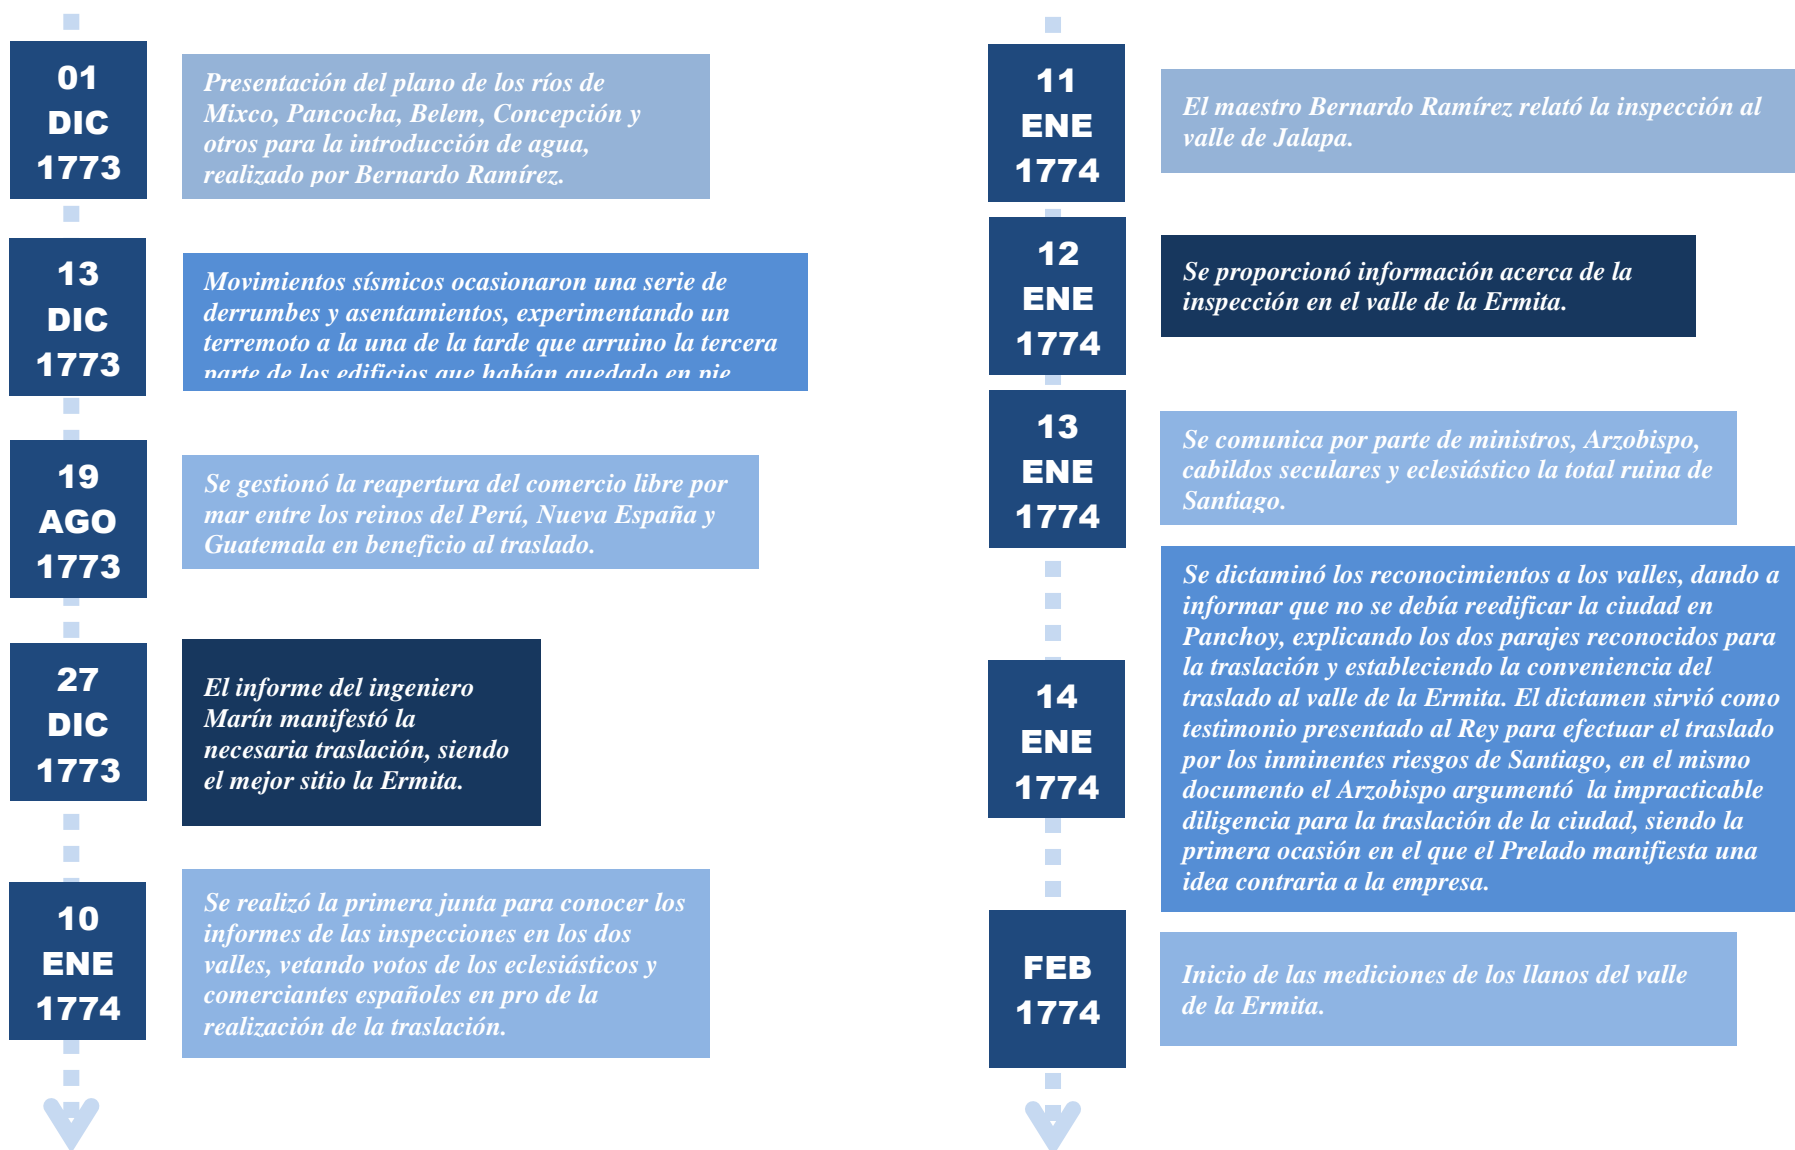 01
DIC
1773
Presentación del plano de los ríos de
Mixco, Pancocha, Belem, Concepción y
otros para la introducción de agua,
realizado por Bernardo Ramírez.
13
DIC
1773
Movimientos sísmicos ocasionaron una serie de
derrumbes y asentamientos, experimentando un
terremoto a la una de la tarde que arruino la tercera
parte de los edificios que habían quedado en pie
19
AGO
1773
Se gestionó la reapertura del comercio libre por
mar entre los reinos del Perú, Nueva España y
Guatemala en beneficio al traslado.
27
DIC
1773
El informe del ingeniero
Marín manifestó la
necesaria traslación, siendo
el mejor sitio la Ermita.
10
ENE
1774
Se realizó la primera junta para conocer los
informes de las inspecciones en los dos
valles, vetando votos de los eclesiásticos y
comerciantes españoles en pro de la
realización de la traslación.
11
ENE
1774
El maestro Bernardo Ramírez relató la inspección al
valle de Jalapa.
12
ENE
1774
Se proporcionó información acerca de la
inspección en el valle de la Ermita.
13
ENE
1774
Se comunica por parte de ministros, Arzobispo,
cabildos seculares y eclesiástico la total ruina de
Santiago.
14
ENE
1774
Se dictaminó los reconocimientos a los valles, dando a
informar que no se debía reedificar la ciudad en
Panchoy, explicando los dos parajes reconocidos para
la traslación y estableciendo la conveniencia del
traslado al valle de la Ermita. El dictamen sirvió como
testimonio presentado al Rey para efectuar el traslado
por los inminentes riesgos de Santiago, en el mismo
documento el Arzobispo argumentó  la impracticable
diligencia para la traslación de la ciudad, siendo la
primera ocasión en el que el Prelado manifiesta una
idea contraria a la empresa.
FEB
1774
Inicio de las mediciones de los llanos del valle
de la Ermita.